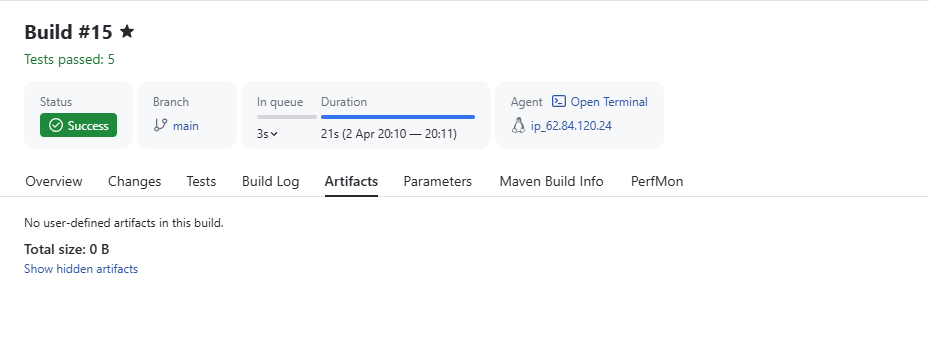 Build #15
Tests passed: 5
Status
Success
Branch
main
In queue Duration
3s 21s (2 Apr 20:10 — 20:11)
Agent Open Terminal
ip_62.84.120.24
Overview Changes Tests Build Log Artifacts Parameters Maven Build Info PerfMon
No user-defined artifacts in this build.
Total size: 0 B
Show hidden artifacts